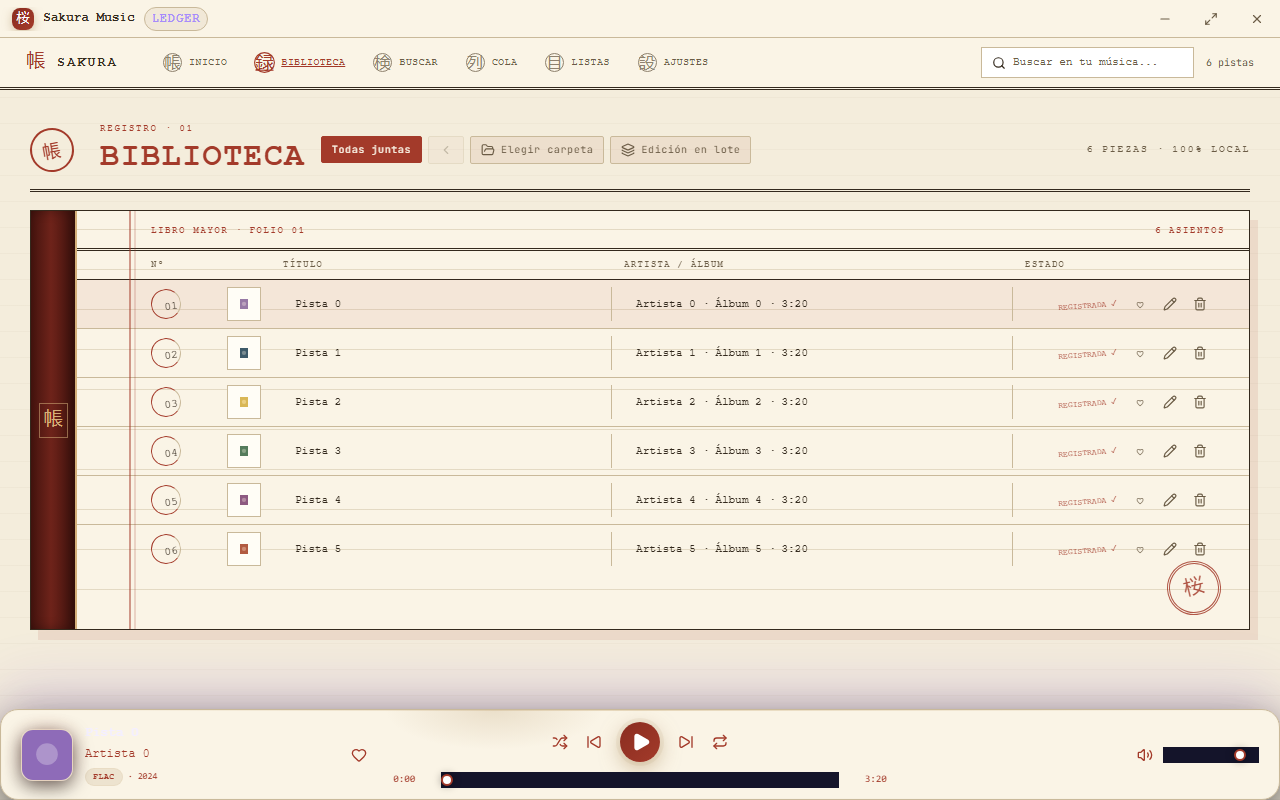 桜 Sakura Music LEDGER
帳 SAKURA 帳 INICIO 録 BIBLIOTECA 検 BUSCAR 列 COLA 目 LISTAS 設 AJUSTES Buscar en tu música... 6 pistas
帳
REGISTRO · 01
BIBLIOTECA Todas juntas Elegir carpeta Edición en lote 6 PIEZAS · 100% LOCAL
LIBRO MAYOR · FOLIO 01 6 ASIENTOS
Nº TÍTULO ARTISTA / ÁLBUM ESTADO
01 Pista 0 Artista 0 · Álbum 0 · 3:20 REGISTRADA ✓
02 Pista 1 Artista 1 · Álbum 1 · 3:20 REGISTRADA ✓
03 Pista 2 Artista 2 · Álbum 2 · 3:20 REGISTRADA ✓
帳
04 Pista 3 Artista 3 · Álbum 3 · 3:20 REGISTRADA ✓
05 Pista 4 Artista 4 · Álbum 4 · 3:20 REGISTRADA ✓
06 Pista 5 Artista 5 · Álbum 5 · 3:20 REGISTRADA ✓
桜
Artista 0
FLAC · 2024
0:00 3:20